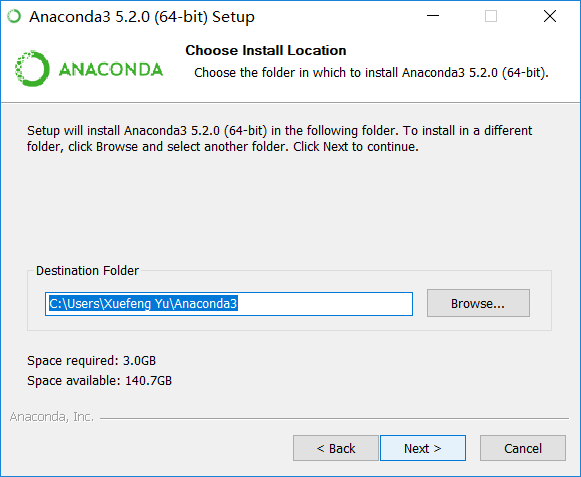 Anaconda3 5.2.0 (64-bit) Setup
Choose Install Location
ANACONDA
Choose the folder in which to install Anaconda3 5.2.0 (64-bit).
Setup will install Anaconda3 5.2.0 (64-bit) in the following folder. To install in a different
folder, click Browse and select another folder. Click Next to continue.
Destination Folder
C:\Users\Xuefeng Yu\Anaconda3
Browse...
Space required: 3.0GB
Space available: 140.7GB
Anaconda, Inc.
< Back
Next >
Cancel